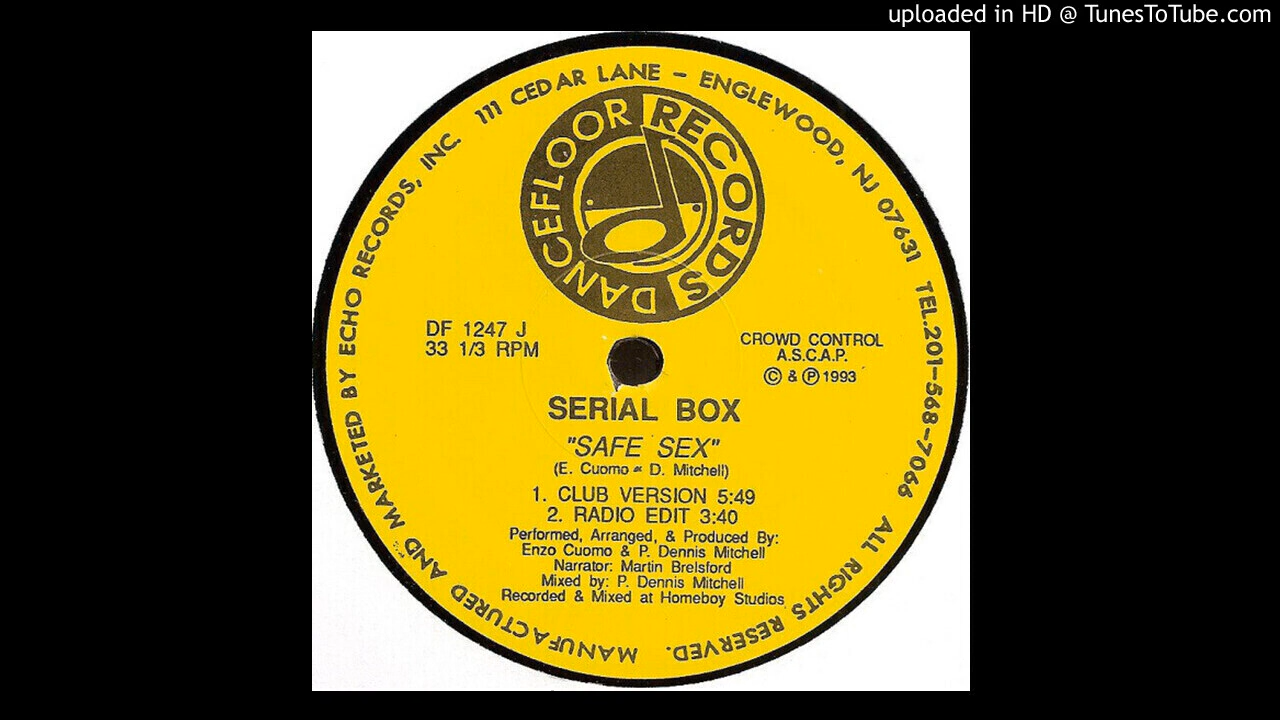 uploaded in HD @ TunesToTube.com
MANUFACTURED AND MARKETED BY ECHO RECORDS, INC. 111 CEDAR LANE – ENGLEWOOD, NJ 07631 TEL.201–568–7066 ALL RIGHTS RESERVED.
DANCEFLOOR RECORDS
DF 1247 J
33 1/3 RPM
CROWD CONTROL
A.S.C.A.P.
© & ℗ 1993
SERIAL BOX
"SAFE SEX"
(E. Cuomo & D. Mitchell)
1. CLUB VERSION 5:49
2. RADIO EDIT 3:40
Performed, Arranged, & Produced By:
Enzo Cuomo & P. Dennis Mitchell
Narrator: Martin Brelsford
Mixed by: P. Dennis Mitchell
Recorded & Mixed at Homeboy Studios